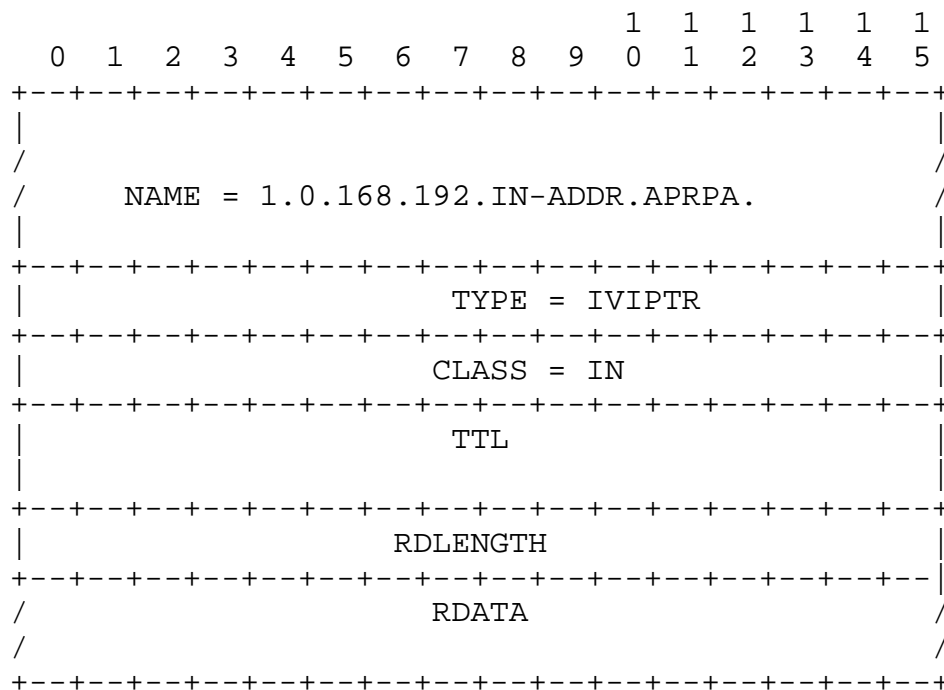 1  1  1  1  1  1
  0  1  2  3  4  5  6  7  8  9  0  1  2  3  4  5
+--+--+--+--+--+--+--+--+--+--+--+--+--+--+--+--+
|                                               |
/                                               /
/     NAME = 1.0.168.192.IN-ADDR.APRPA.         /
|                                               |
+--+--+--+--+--+--+--+--+--+--+--+--+--+--+--+--+
|                      TYPE = IVIPTR            |
+--+--+--+--+--+--+--+--+--+--+--+--+--+--+--+--+
|                     CLASS = IN                |
+--+--+--+--+--+--+--+--+--+--+--+--+--+--+--+--+
|                      TTL                      |
|                                               |
+--+--+--+--+--+--+--+--+--+--+--+--+--+--+--+--+
|                   RDLENGTH                    |
+--+--+--+--+--+--+--+--+--+--+--+--+--+--+--+--|
/                     RDATA                     /
/                                               /
+--+--+--+--+--+--+--+--+--+--+--+--+--+--+--+--+